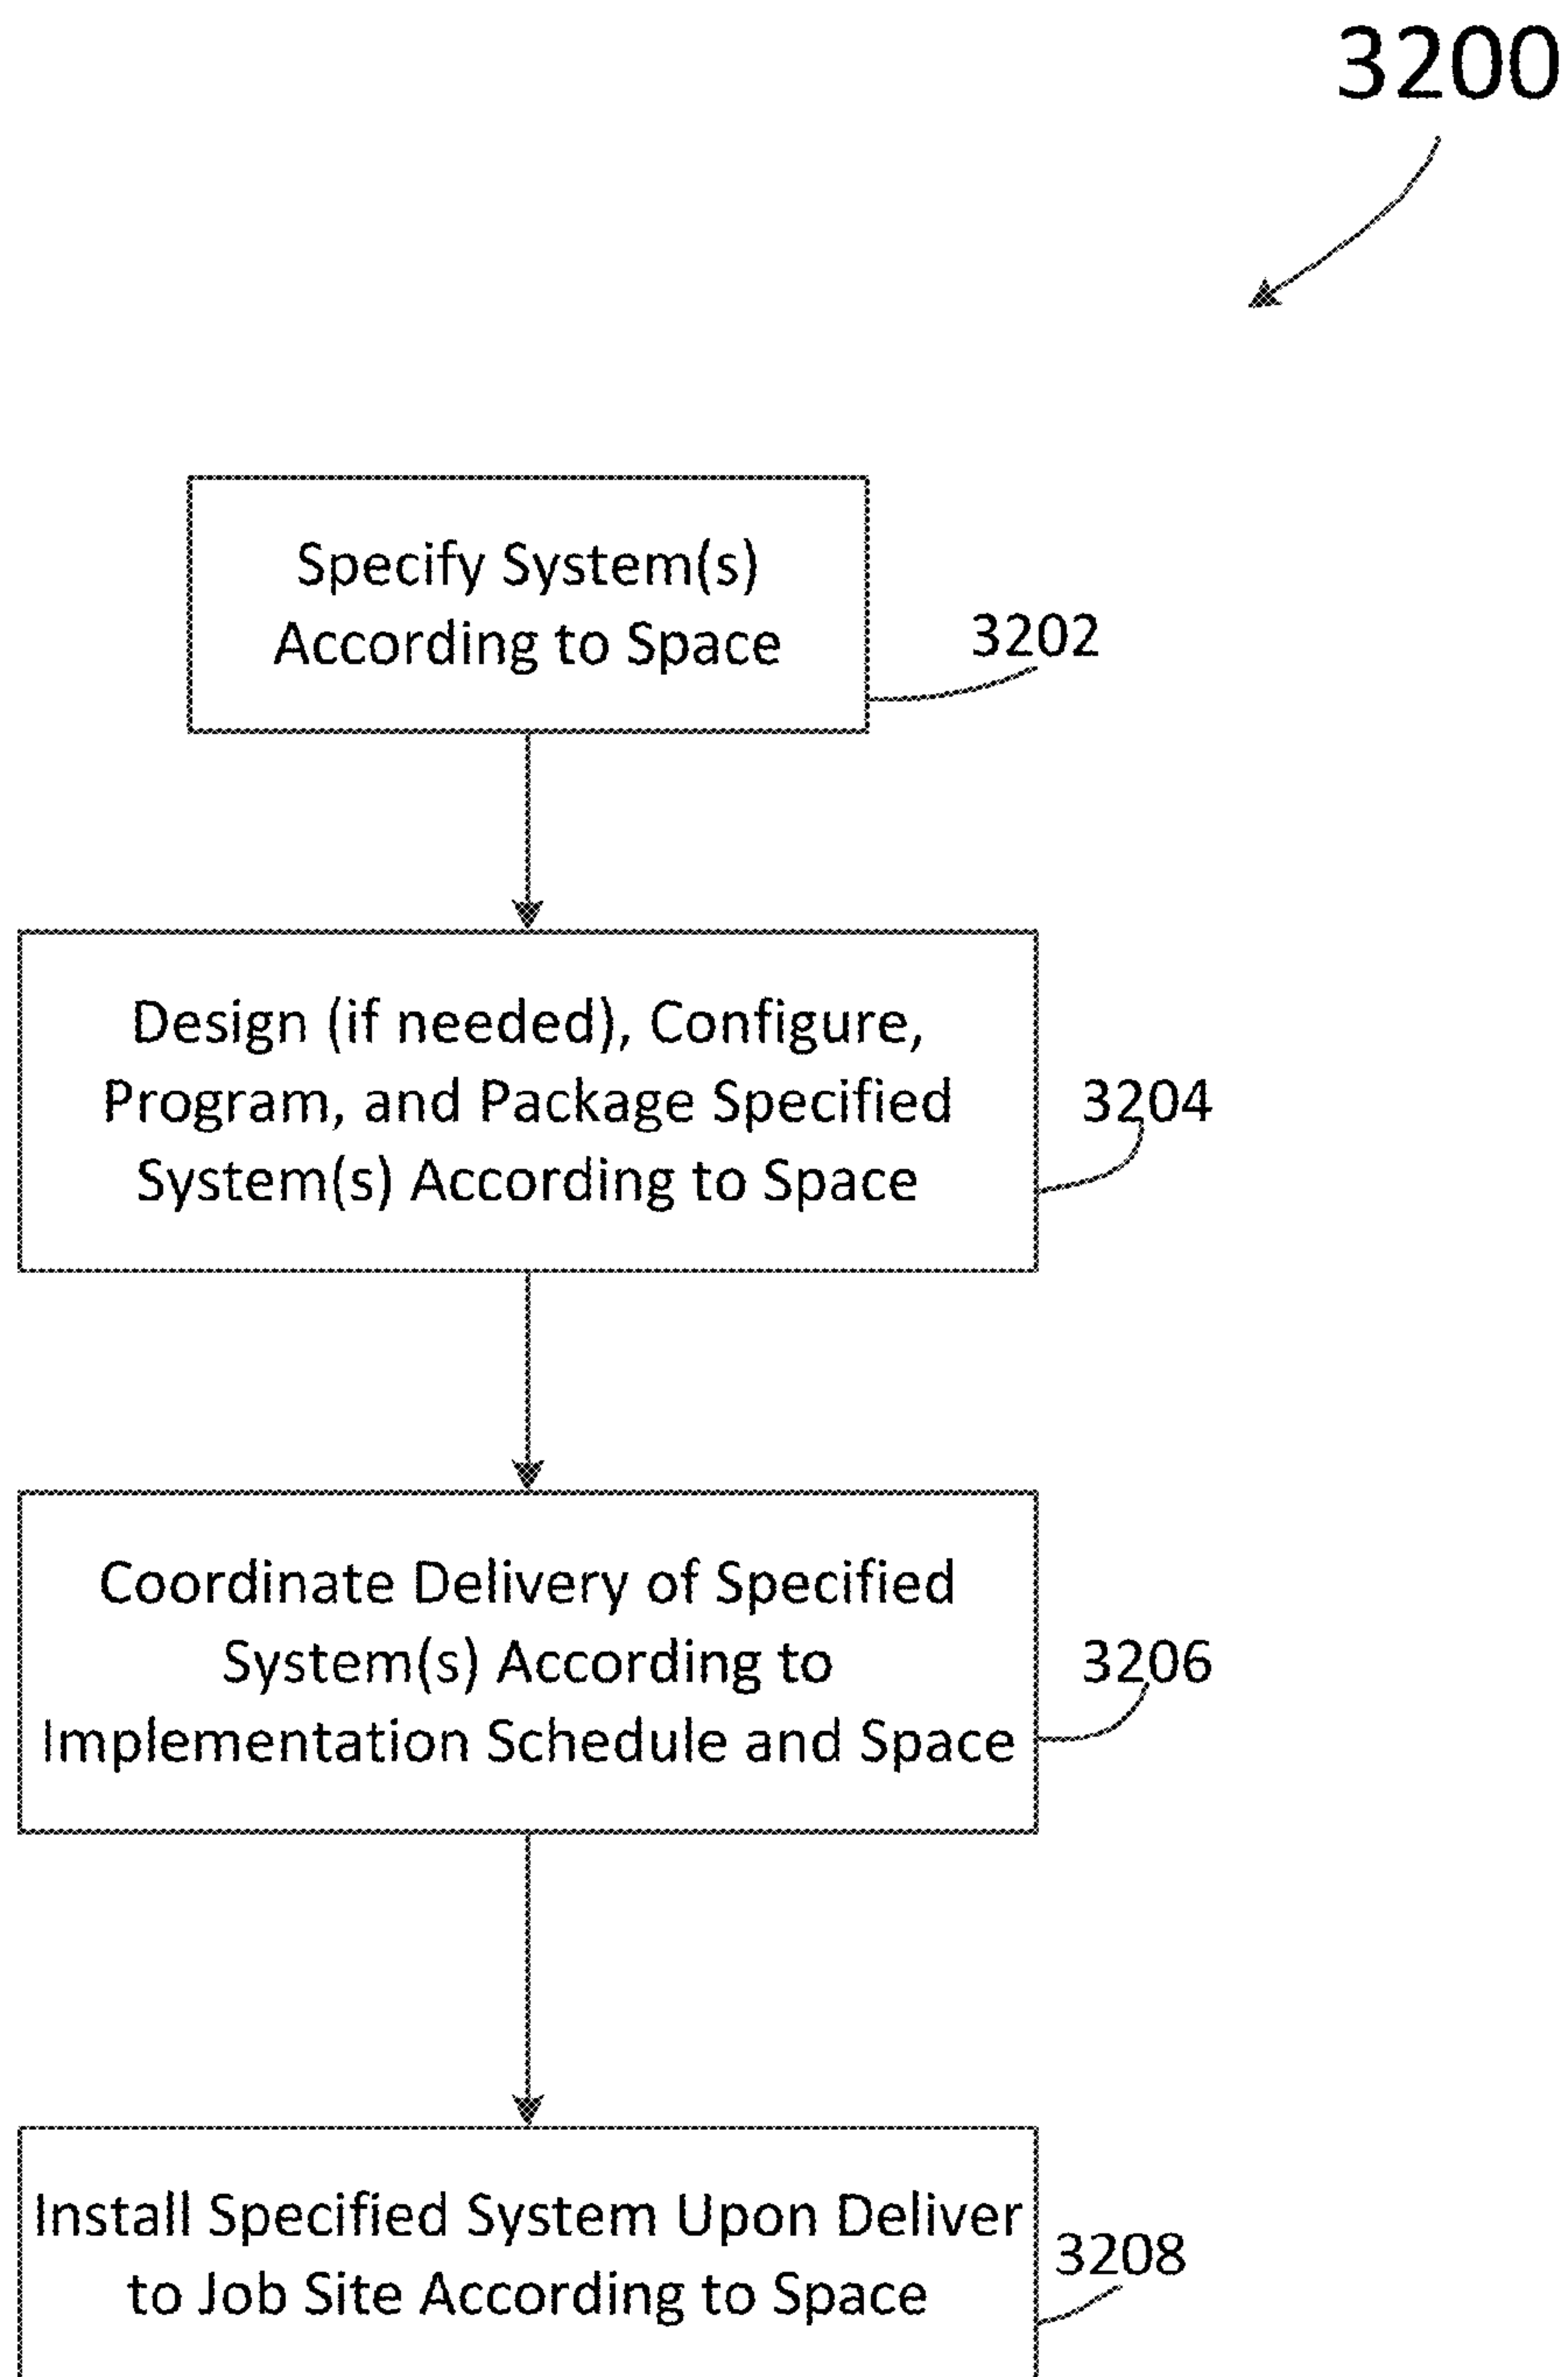 3200
Specify System(s)
According to Space
3202
Design (if needed), Configure,
Program, and Package Specified
System(s) According to Space
3204
Coordinate Delivery of Specified
System(s) According to
Implementation Schedule and Space
3206
Install Specified System Upon Deliver
to Job Site According to Space
3208